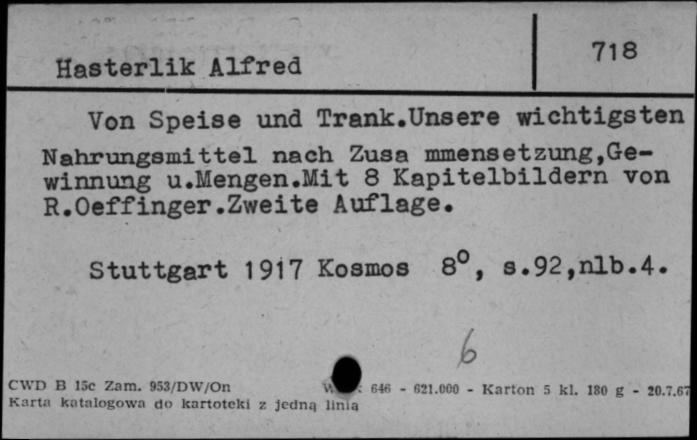 718
Hasterlik Alfred
Von Speise und Trank.Unsere wichtigsten
Nahrungsmittel nach Zusa mmensetzung,Ge-
winnung u.Mengen.Mit 8 Kapitelbildern von
R.Oeffinger.Zweite Auflage.
Stuttgart 1917 Kosmos 8°, s.92,nlb.4.
6
CWD B 15c Zam. 953/DW/On 646 - 621.000 - Karton 5 kl. 180 g - 20.7.67
Karta katalogowa do kartoteki z jedną linią